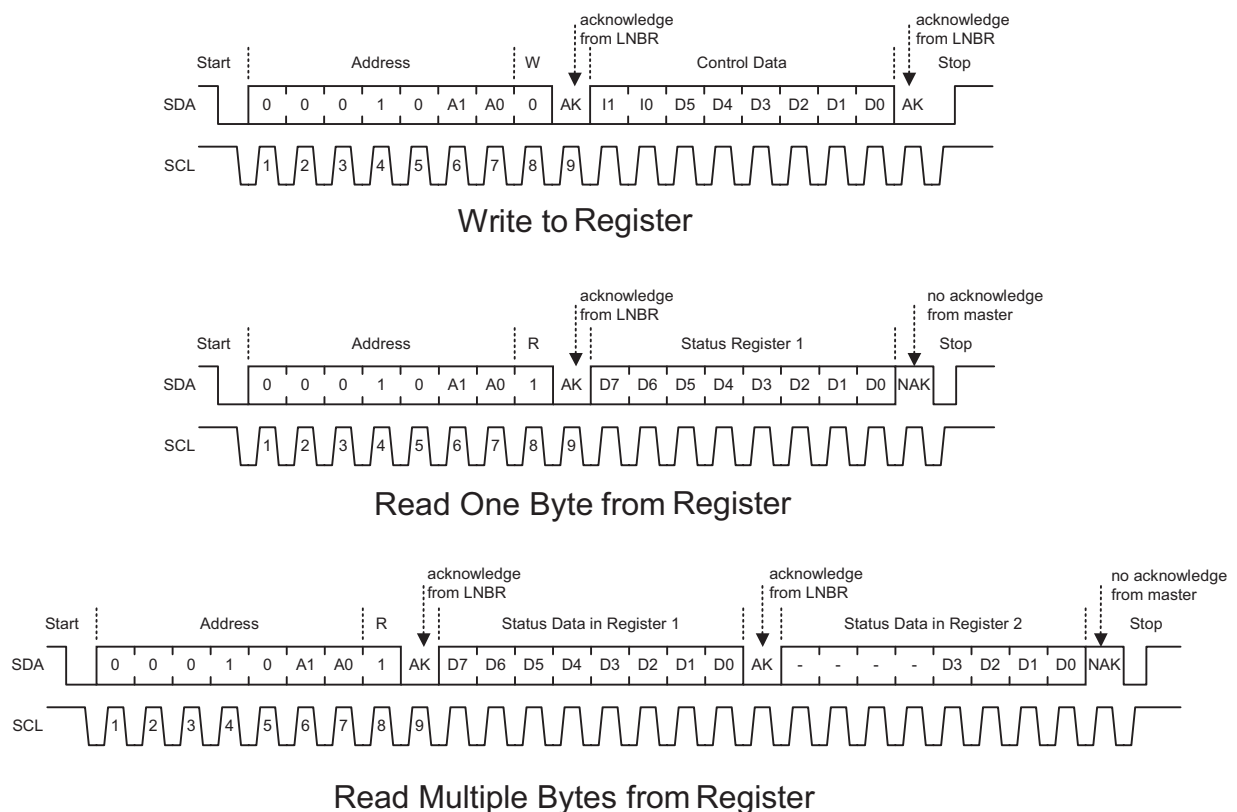 acknowledge
from LNBR
acknowledge
from LNBR
Start Address W Control Data Stop
SDA 0 0 0 1 0 A1 A0 0 AK I1 I0 D5 D4 D3 D2 D1 D0 AK
SCL 1 2 3 4 5 6 7 8 9
Write to Register
acknowledge
from LNBR
no acknowledge
from master
Start Address R Status Register 1 Stop
SDA 0 0 0 1 0 A1 A0 1 AK D7 D6 D5 D4 D3 D2 D1 D0 NAK
SCL 1 2 3 4 5 6 7 8 9
Read One Byte from Register
acknowledge
from LNBR
acknowledge
from LNBR
no acknowledge
from master
Start Address R Status Data in Register 1 Status Data in Register 2 Stop
SDA 0 0 0 1 0 A1 A0 1 AK D7 D6 D5 D4 D3 D2 D1 D0 AK - - - - D3 D2 D1 D0 NAK
SCL 1 2 3 4 5 6 7 8 9
Read Multiple Bytes from Register